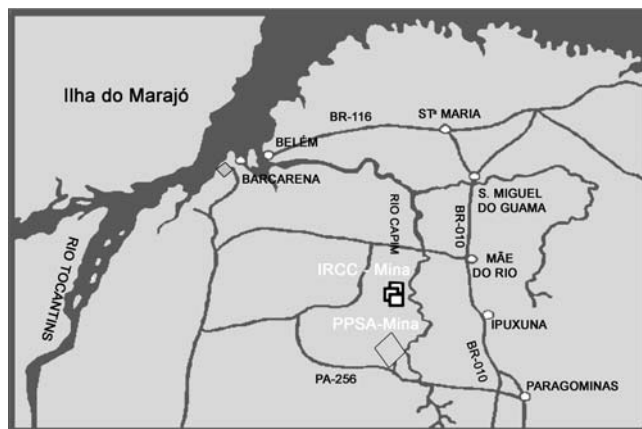 Ilha do Marajó
BR-116
STª MARIA
BELÉM
BARCARENA
S. MIGUEL
DO GUAMA
RIO CAPIM
BR-010
RIO TOCANTINS
MÃE
DO RIO
IRCC - Mina
PPSA-Mina
IPUXUNA
BR-010
PA-256
PARAGOMINAS